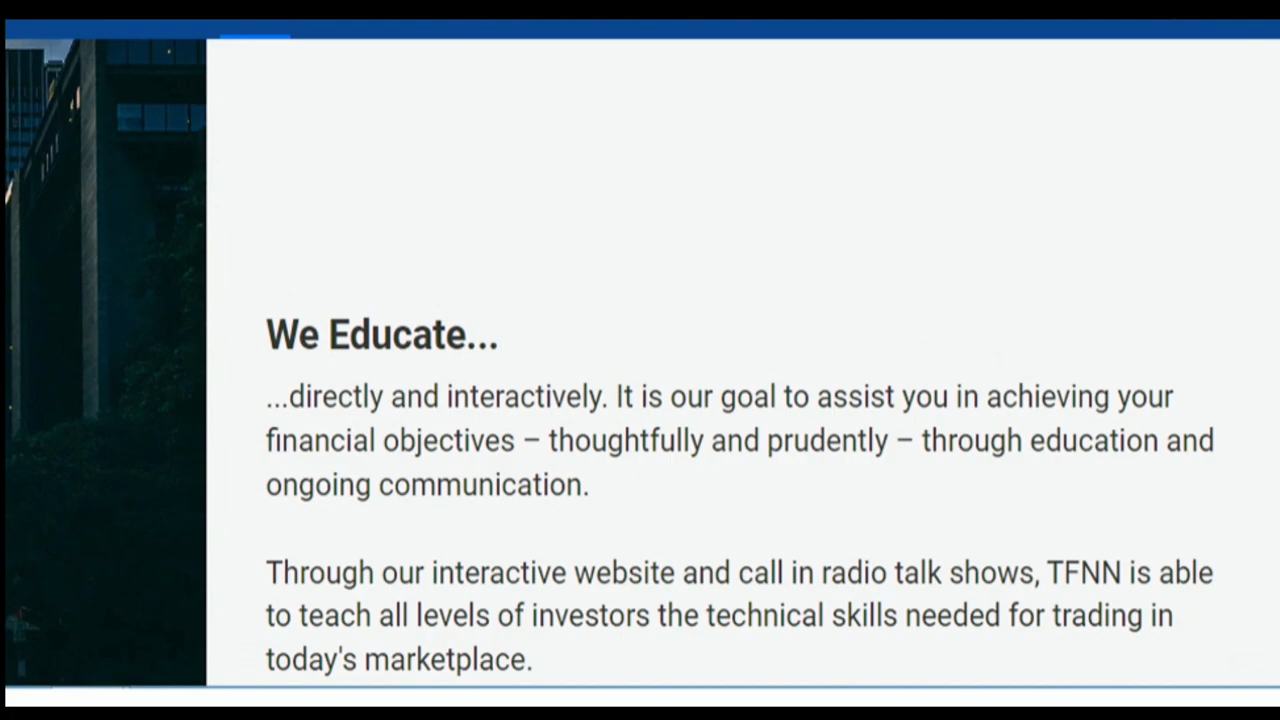 We Educate...
...directly and interactively. It is our goal to assist you in achieving your
financial objectives – thoughtfully and prudently – through education and
ongoing communication.
Through our interactive website and call in radio talk shows, TFNN is able
to teach all levels of investors the technical skills needed for trading in
today's marketplace.